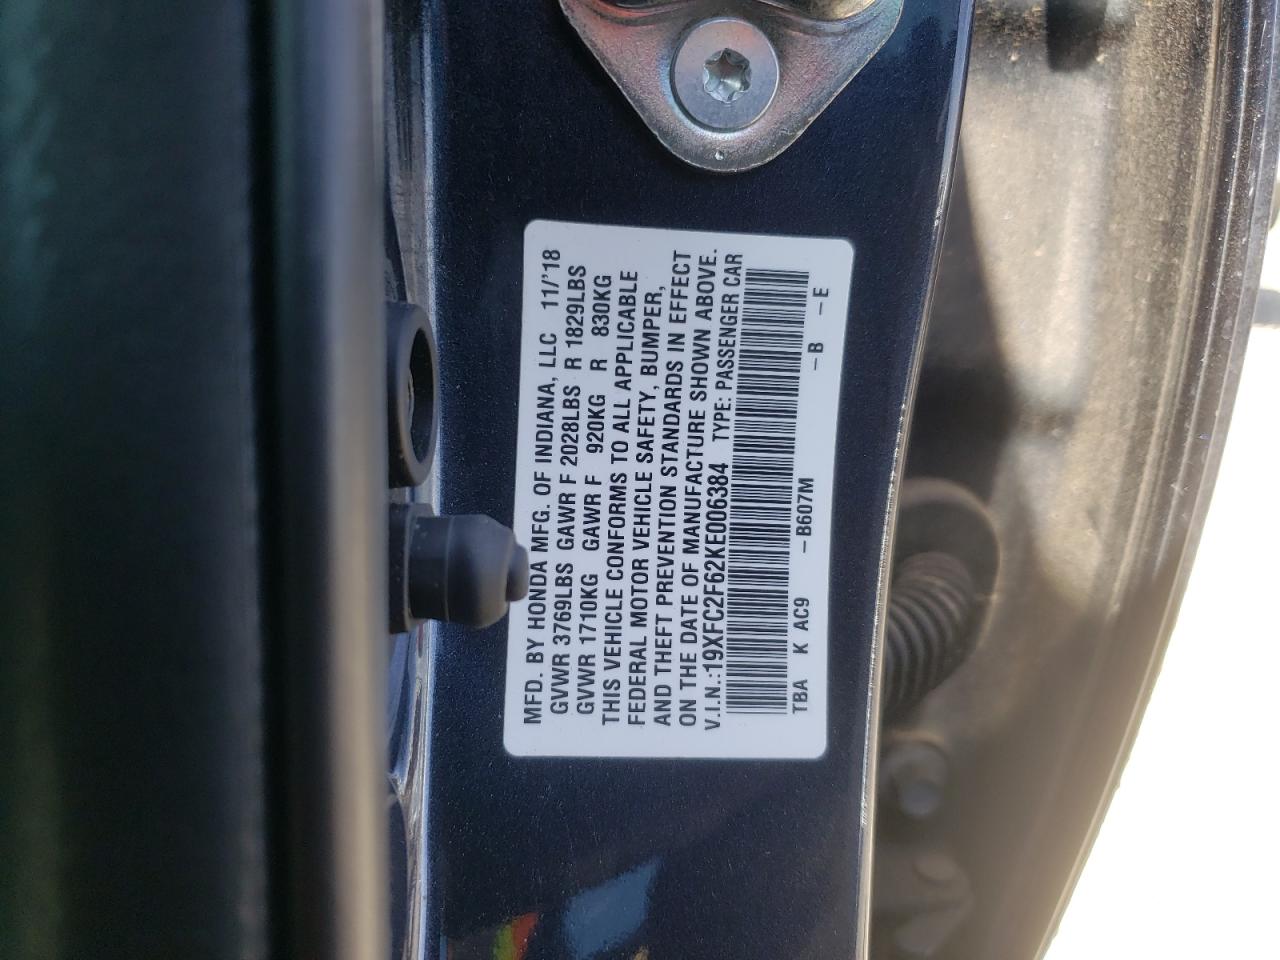 MFD. BY HONDA MFG. OF INDIANA, LLC 11/'18
GVWR 3769LBS GAWR F 2028LBS R 1829LBS
GVWR 1710KG GAWR F 920KG R 830KG
THIS VEHICLE CONFORMS TO ALL APPLICABLE
FEDERAL MOTOR VEHICLE SAFETY, BUMPER,
AND THEFT PREVENTION STANDARDS IN EFFECT
ON THE DATE OF MANUFACTURE SHOWN ABOVE.
V.I.N.:19XFC2F62KE006384 TYPE: PASSENGER CAR
TBA K AC9 –B607M –B –E